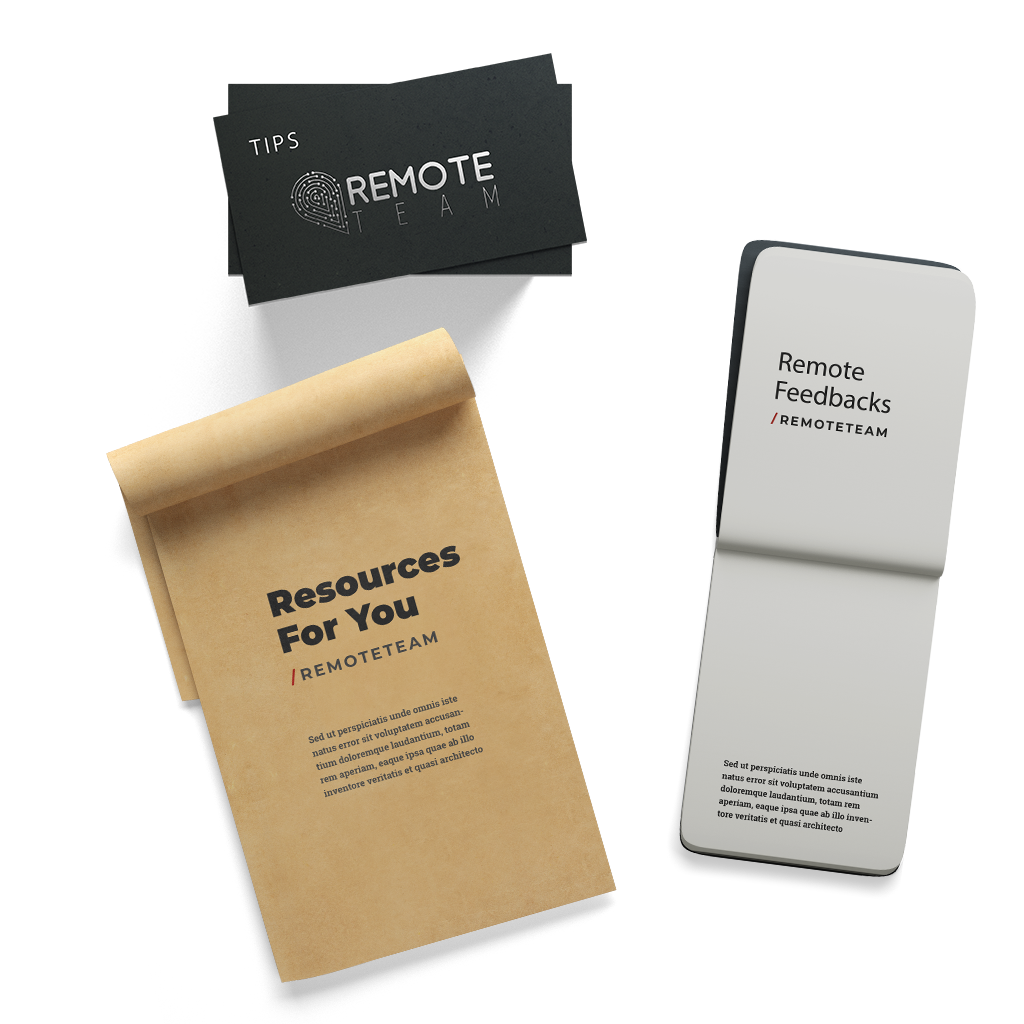 TIPS
REMOTE
TEAM
Resources
For You
/REMOTETEAM
Sed ut perspiciatis unde omnis iste
natus error sit voluptatem accusan-
tium doloremque laudantium, totam
rem aperiam, eaque ipsa quae ab illo
inventore veritatis et quasi architecto
Remote
Feedbacks
/REMOTETEAM
Sed ut perspiciatis unde omnis iste
natus error sit voluptatem accusantium
doloremque laudantium, totam rem
aperiam, eaque ipsa quae ab illo inven-
tore veritatis et quasi architecto